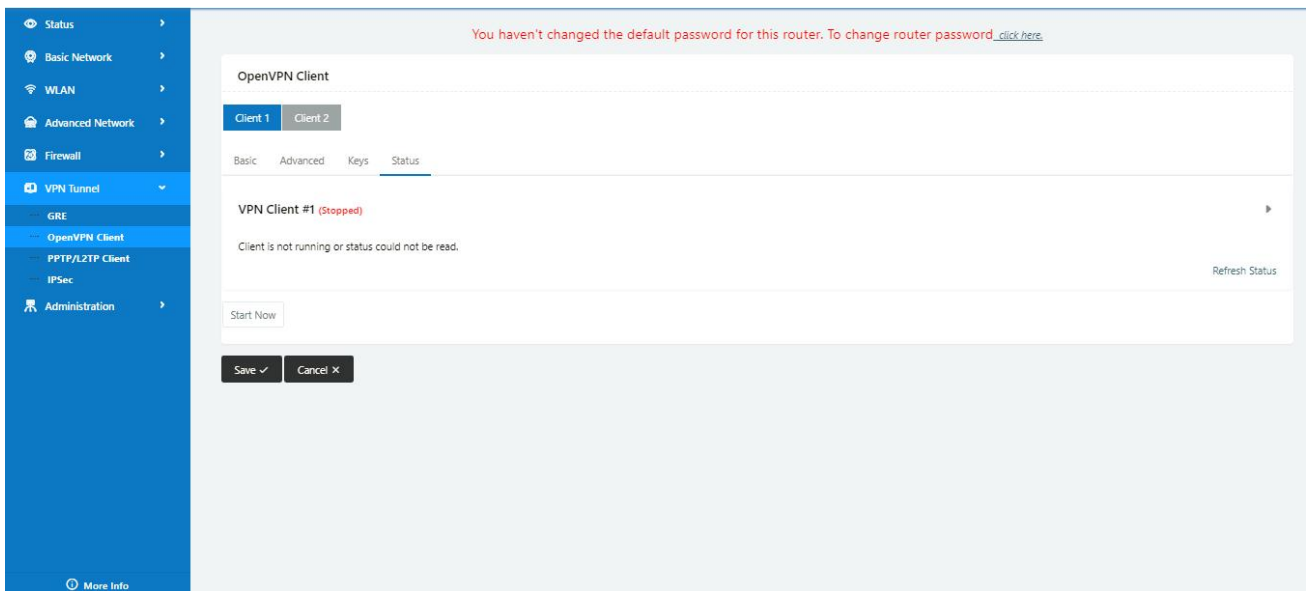 Status
Basic Network
WLAN
Advanced Network
Firewall
VPN Tunnel
GRE
OpenVPN Client
PPTP/L2TP Client
IPSec
Administration
More Info
You haven't changed the default password for this router. To change router password click here.
OpenVPN Client
Client 1 Client 2
Basic Advanced Keys Status
VPN Client #1 (Stopped)
Client is not running or status could not be read.
Refresh Status
Start Now
Save Cancel